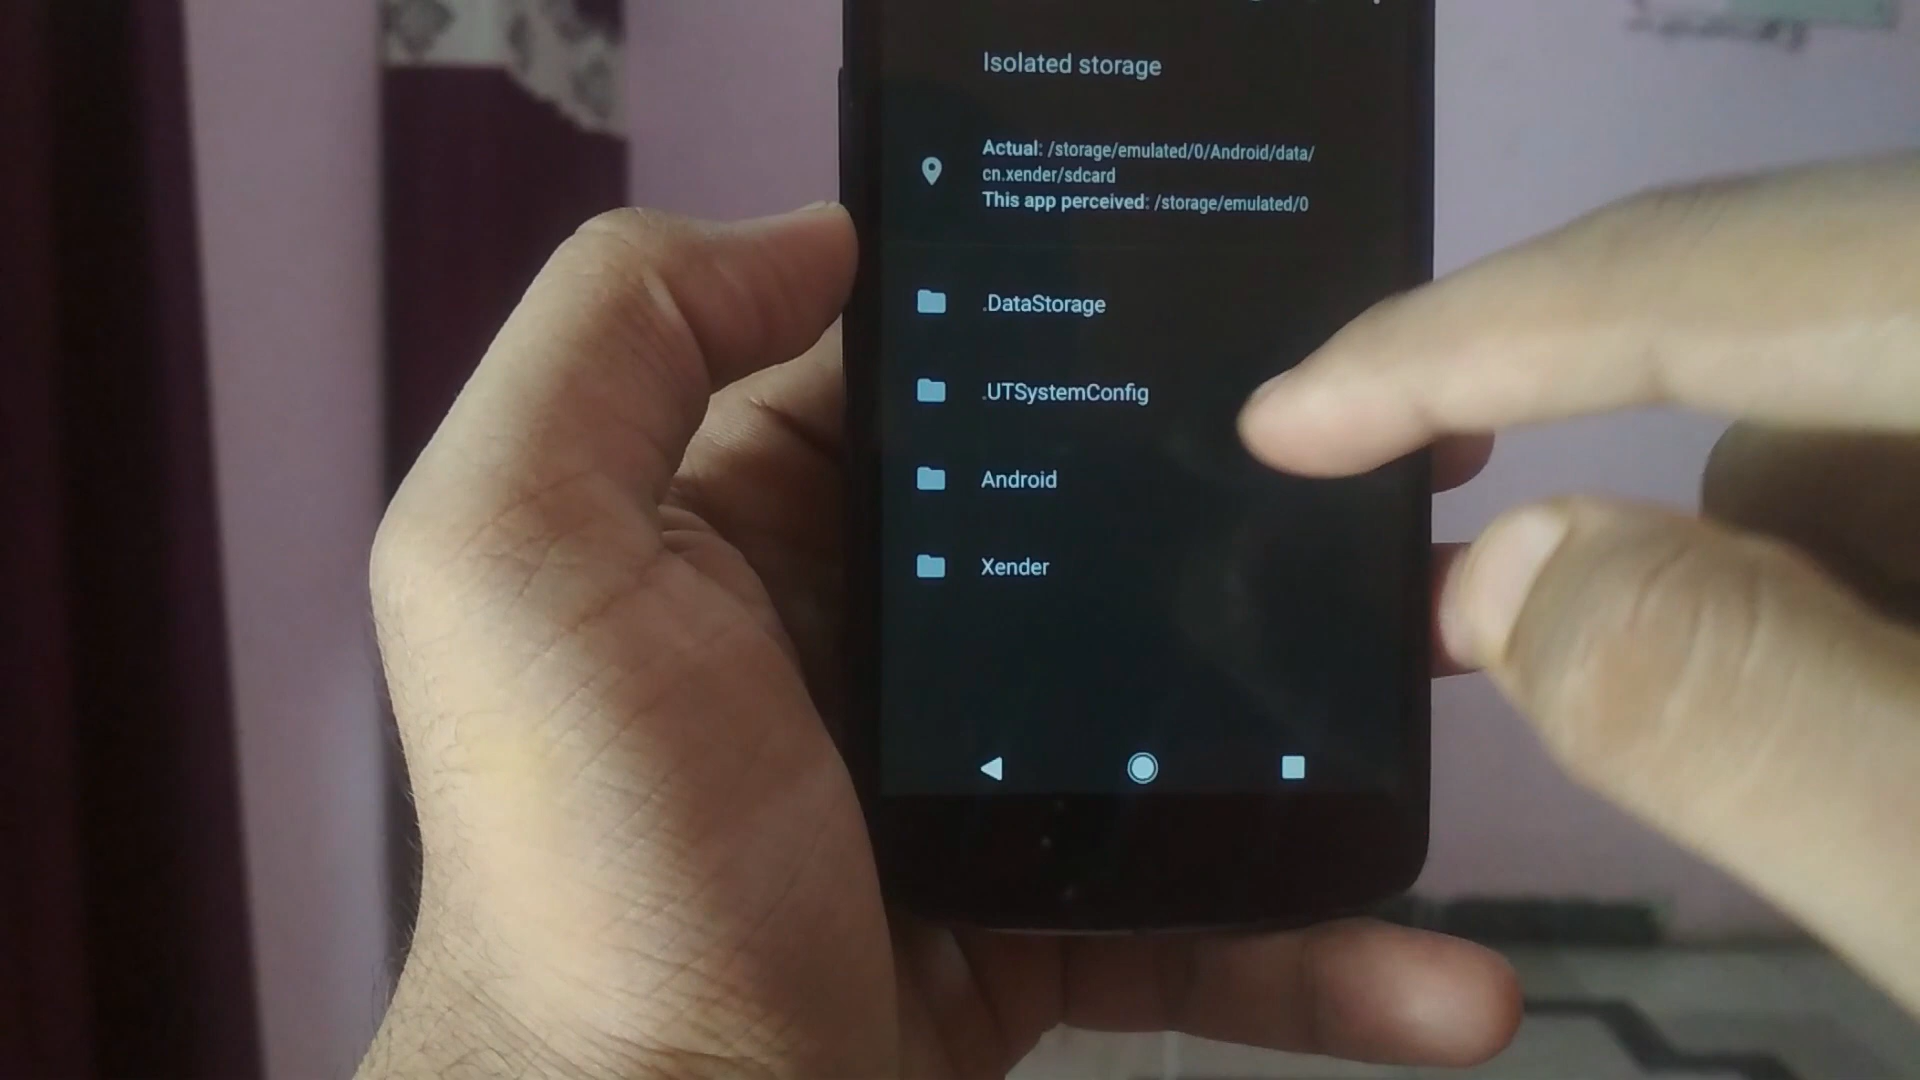 Isolated storage
Actual: /storage/emulated/0/Android/data/
cn.xender/sdcard
This app perceived: /storage/emulated/0
.DataStorage
.UTSystemConfig
Android
Xender